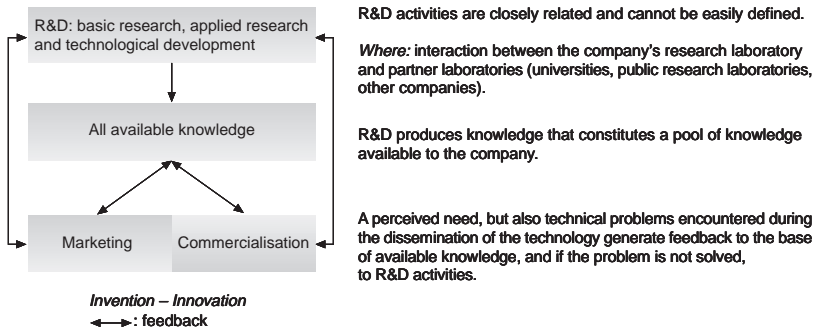 R&D: basic research, applied research
and technological development
All available knowledge
Marketing
Commercialisation
Invention – Innovation
: feedback
R&D activities are closely related and cannot be easily defined.
Where: interaction between the company's research laboratory
and partner laboratories (universities, public research laboratories,
other companies).
R&D produces knowledge that constitutes a pool of knowledge
available to the company.
A perceived need, but also technical problems encountered during
the dissemination of the technology generate feedback to the base
of available knowledge, and if the problem is not solved,
to R&D activities.